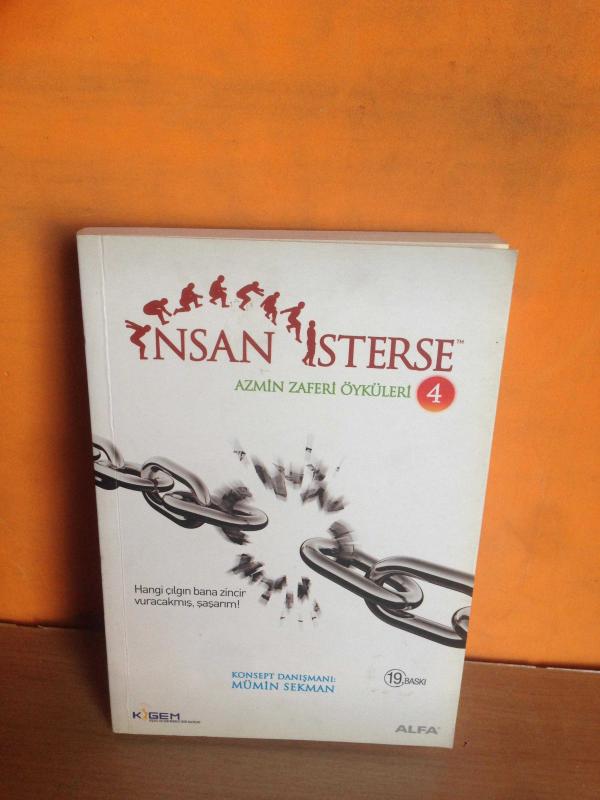 İNSAN İSTERSE™
AZMİN ZAFERİ ÖYKÜLERİ 4
Hangi çılgın bana zincir
vuracakmış, şaşarım!
KONSEPT DANIŞMANI:
MÜMİN SEKMAN
19.BASKI
KİGEM
ALFA